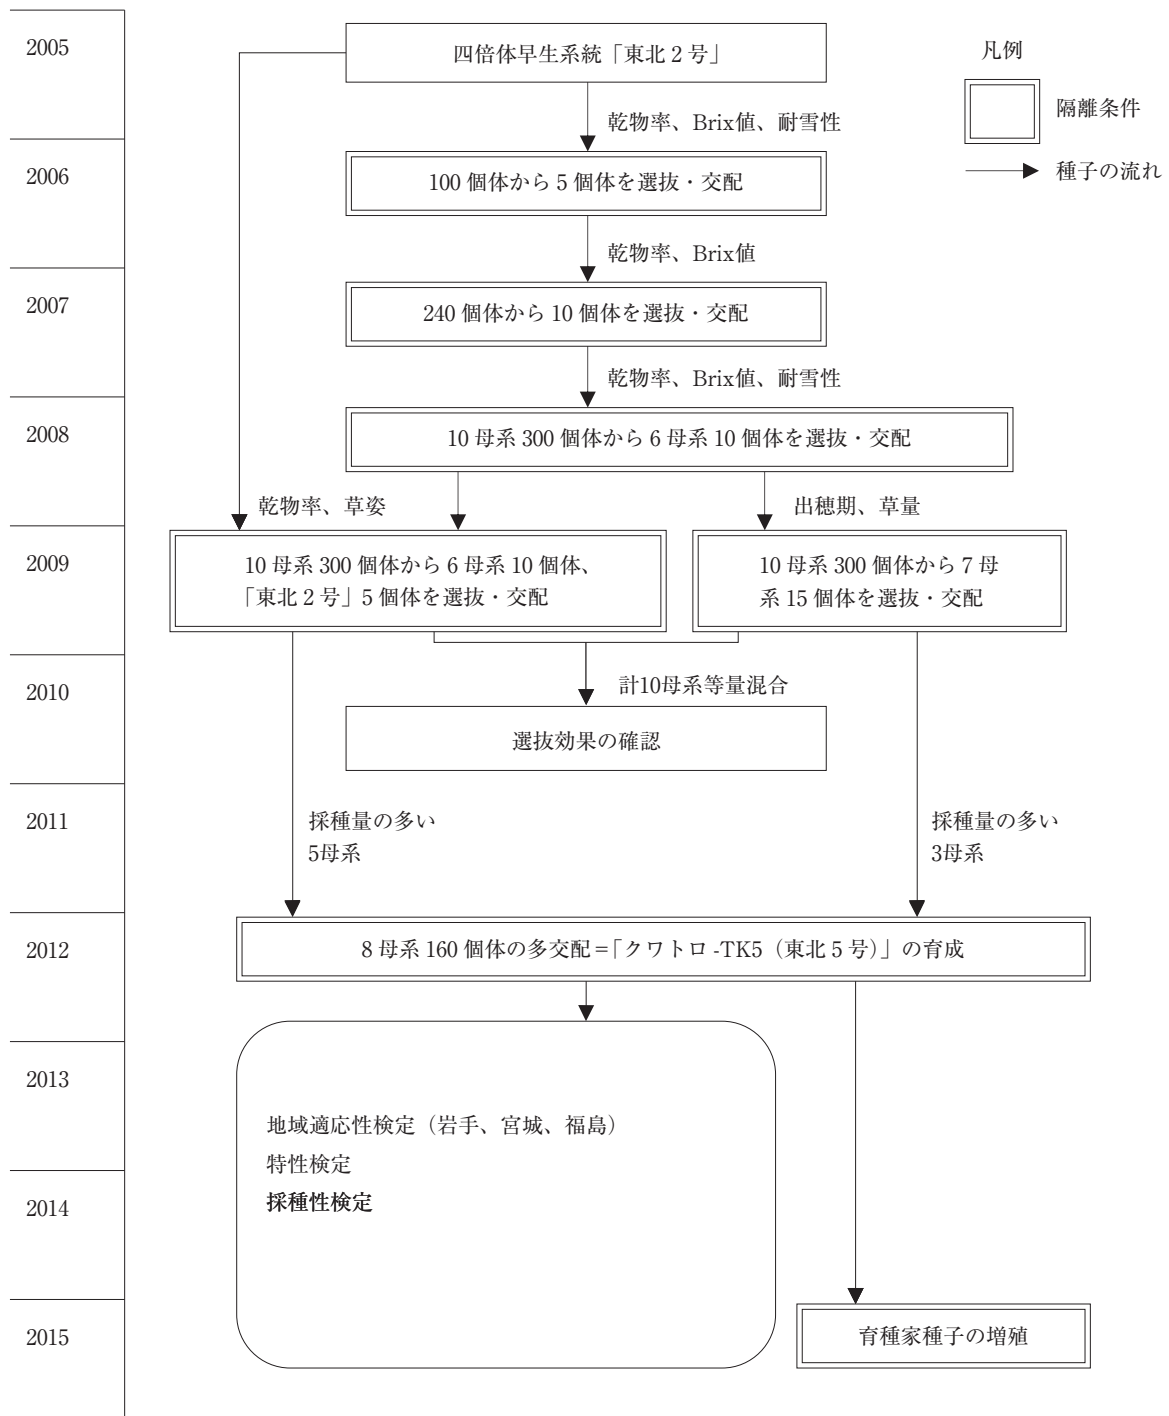 2005
四倍体早生系統「東北２号」
凡例
隔離条件
種子の流れ
乾物率、Brix値、耐雪性
2006
100 個体から 5 個体を選抜・交配
乾物率、Brix値
2007
240 個体から 10 個体を選抜・交配
乾物率、Brix値、耐雪性
2008
10 母系 300 個体から 6 母系 10 個体を選抜・交配
乾物率、草姿
出穂期、草量
2009
10 母系 300 個体から 6 母系 10 個体、
「東北 2 号」5 個体を選抜・交配
10 母系 300 個体から 7 母
系 15 個体を選抜・交配
2010
計10母系等量混合
選抜効果の確認
2011
採種量の多い
5母系
採種量の多い
3母系
2012
8 母系 160 個体の多交配 =「クワトロ -TK5（東北 5 号）」の育成
2013
地域適応性検定（岩手、宮城、福島）
特性検定
2014
採種性検定
2015
育種家種子の増殖